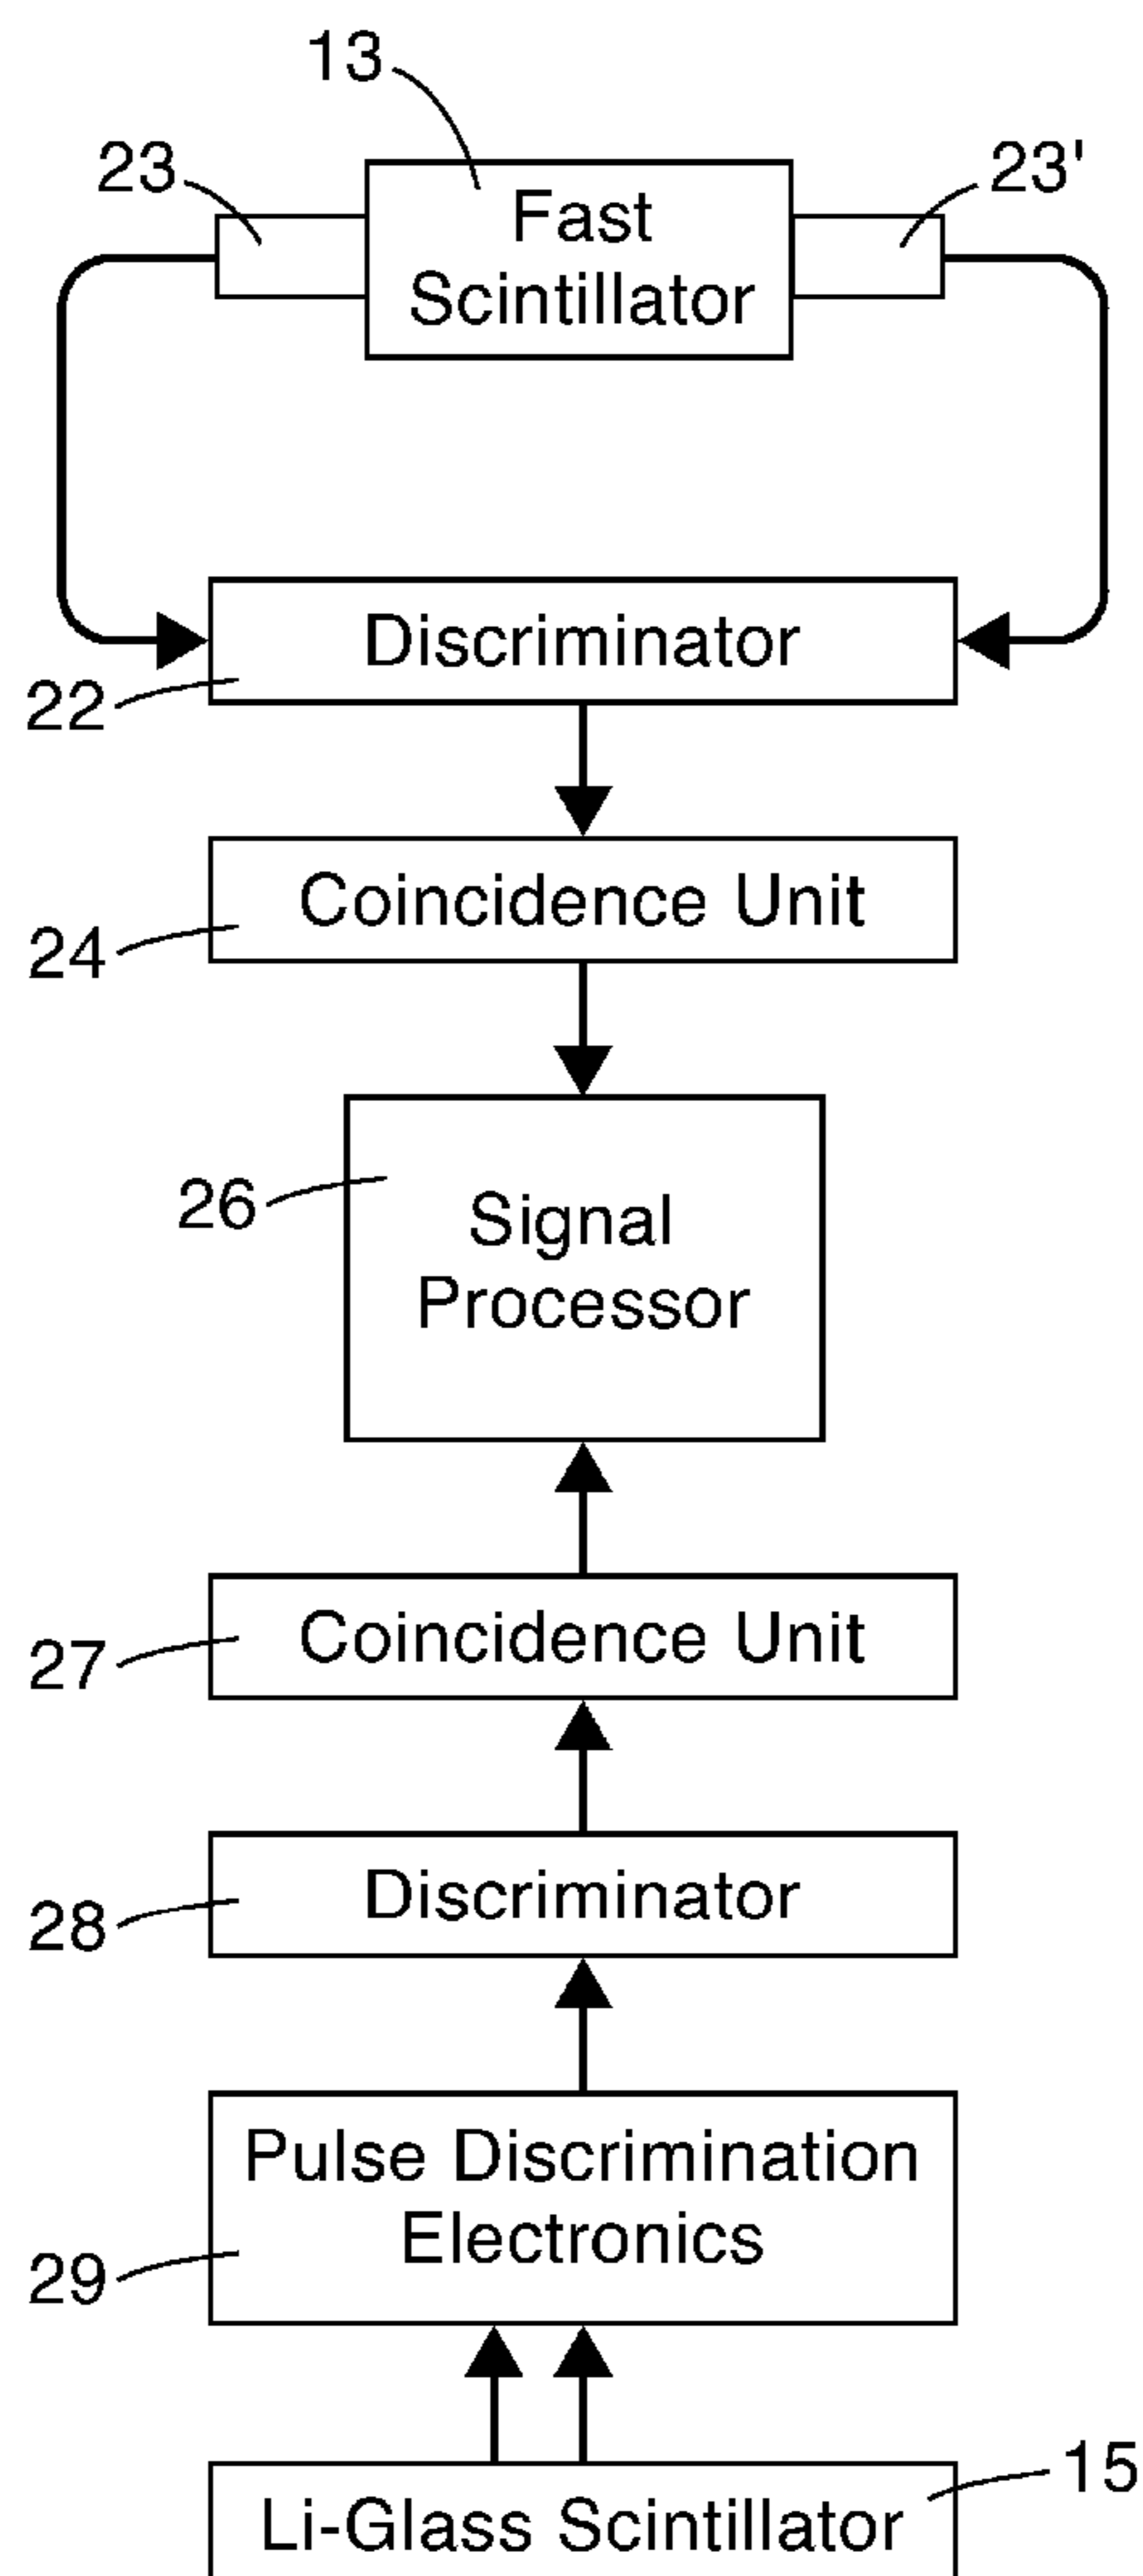 13
23
23'
Fast
Scintillator
Discriminator
22
Coincidence Unit
24
26
Signal
Processor
Coincidence Unit
27
Discriminator
28
Pulse Discrimination
Electronics
29
15
Li-Glass Scintillator